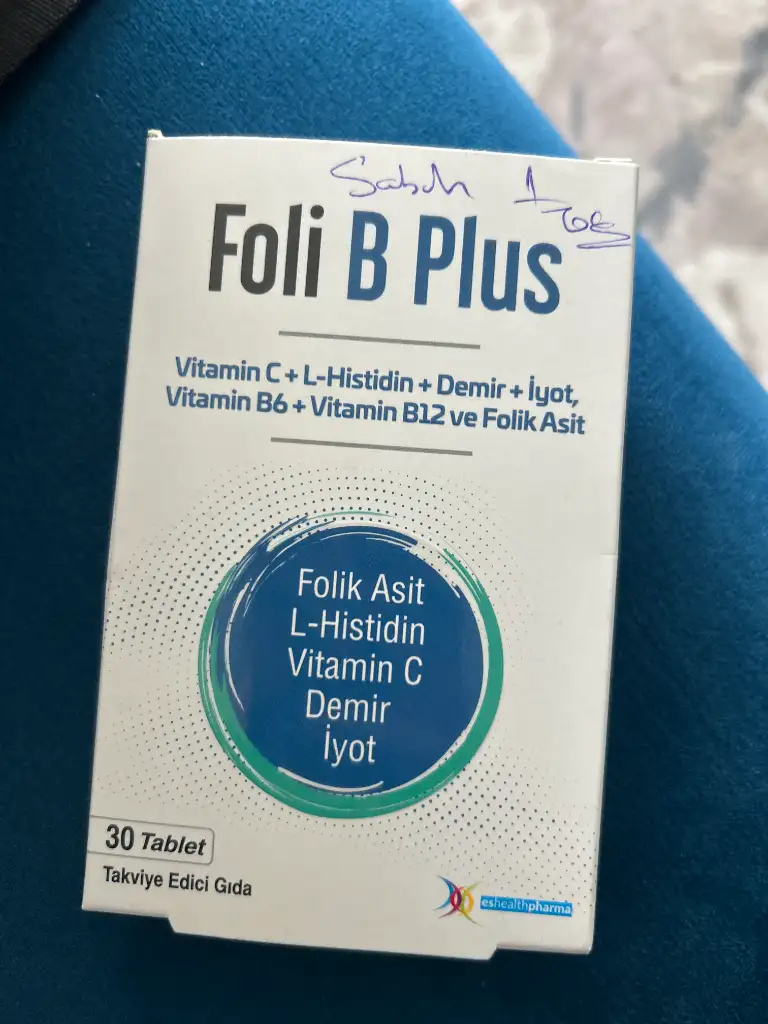 Sabah 1
Foli B Plus
Vitamin C + L-Histidin + Demir + İyot,
Vitamin B6 + Vitamin B12 ve Folik Asit
Folik Asit
L-Histidin
Vitamin C
Demir
İyot
30 Tablet
Takviye Edici Gıda
eshealthpharma